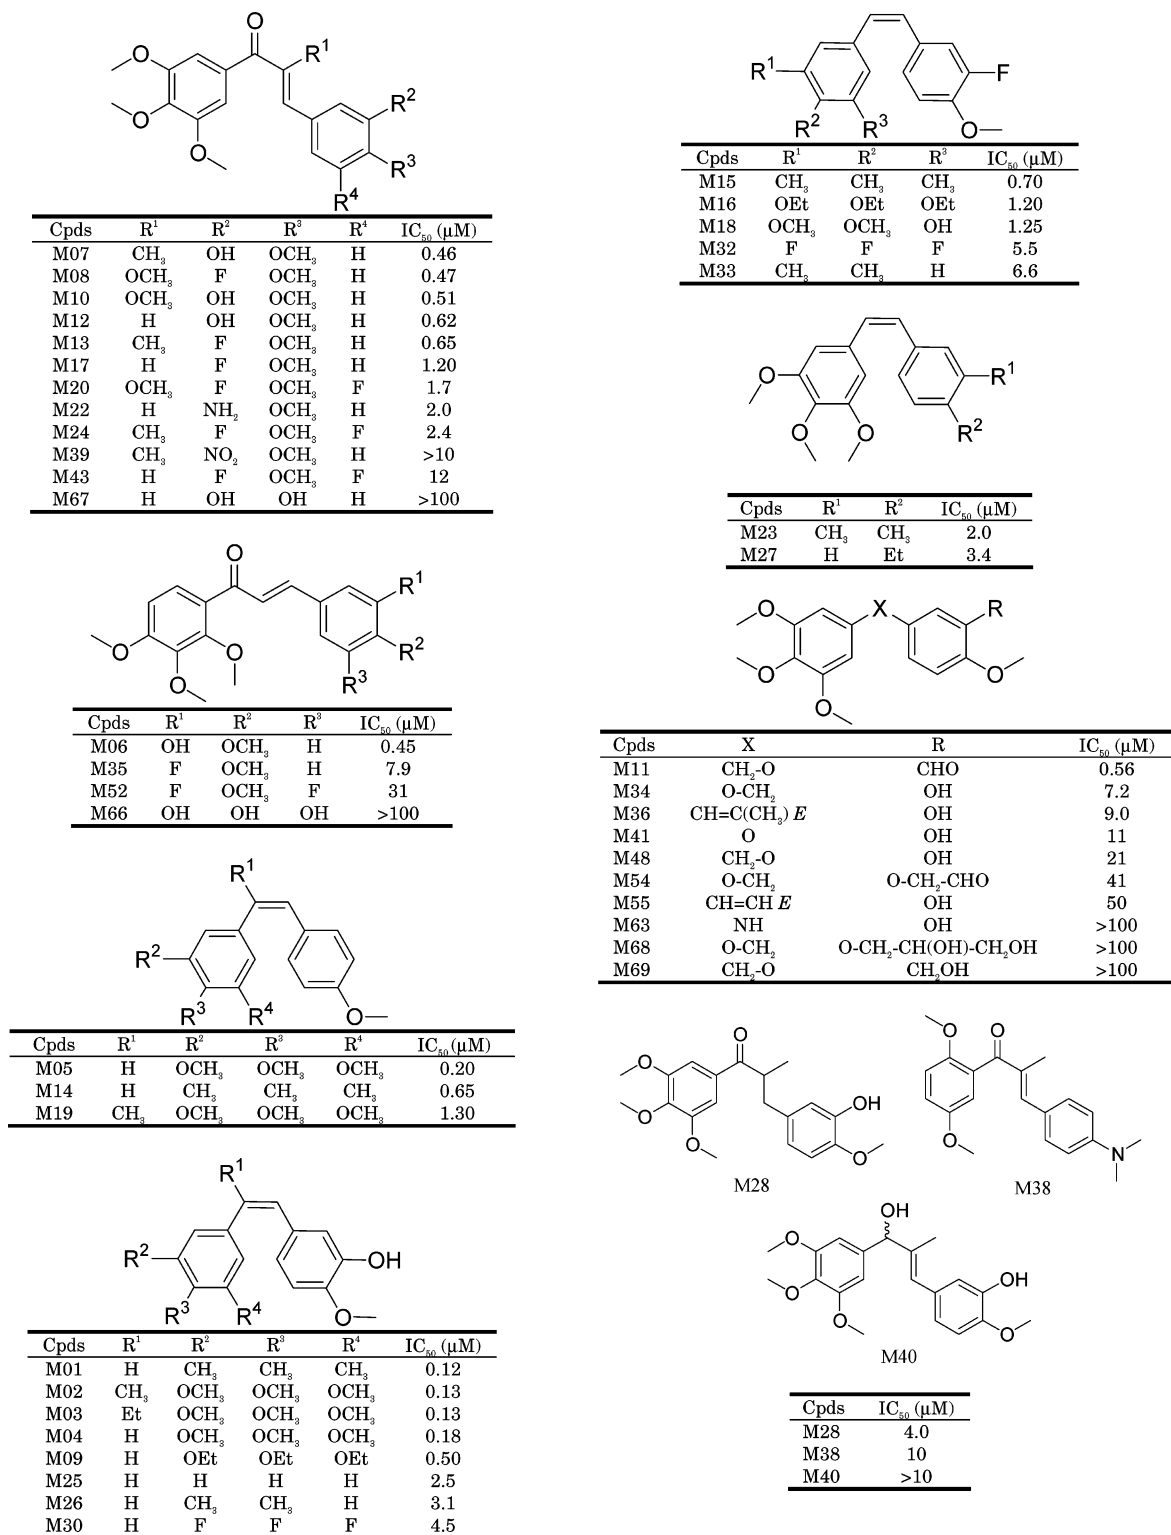 O
R¹
O
O
O
R²
R³
R⁴
Cpds R¹ R² R³ R⁴ IC₅₀ (µM)
M07 CH₃ OH OCH₃ H 0.46
M08 OCH₃ F OCH₃ H 0.47
M10 OCH₃ OH OCH₃ H 0.51
M12 H OH OCH₃ H 0.62
M13 CH₃ F OCH₃ H 0.65
M17 H F OCH₃ H 1.20
M20 OCH₃ F OCH₃ F 1.7
M22 H NH₂ OCH₃ H 2.0
M24 CH₃ F OCH₃ F 2.4
M39 CH₃ NO₂ OCH₃ H >10
M43 H F OCH₃ F 12
M67 H OH OH H >100
O
R¹
O O R²
O R³
Cpds R¹ R² R³ IC₅₀ (µM)
M06 OH OCH₃ H 0.45
M35 F OCH₃ H 7.9
M52 F OCH₃ F 31
M66 OH OH OH >100
R¹
R²
R³ R⁴ O
Cpds R¹ R² R³ R⁴ IC₅₀ (µM)
M05 H OCH₃ OCH₃ OCH₃ 0.20
M14 H CH₃ CH₃ CH₃ 0.65
M19 CH₃ OCH₃ OCH₃ OCH₃ 1.30
R¹
R² OH
R³ R⁴ O
Cpds R¹ R² R³ R⁴ IC₅₀ (µM)
M01 H CH₃ CH₃ CH₃ 0.12
M02 CH₃ OCH₃ OCH₃ OCH₃ 0.13
M03 Et OCH₃ OCH₃ OCH₃ 0.13
M04 H OCH₃ OCH₃ OCH₃ 0.18
M09 H OEt OEt OEt 0.50
M25 H H H H 2.5
M26 H CH₃ CH₃ H 3.1
M30 H F F F 4.5
R¹ F
R² R³ O
Cpds R¹ R² R³ IC₅₀ (µM)
M15 CH₃ CH₃ CH₃ 0.70
M16 OEt OEt OEt 1.20
M18 OCH₃ OCH₃ OH 1.25
M32 F F F 5.5
M33 CH₃ CH₃ H 6.6
O R¹
O O R²
Cpds R¹ R² IC₅₀ (µM)
M23 CH₃ CH₃ 2.0
M27 H Et 3.4
O X R
O O
O
Cpds X R IC₅₀ (µM)
M11 CH₂-O CHO 0.56
M34 O-CH₂ OH 7.2
M36 CH=C(CH₃) E OH 9.0
M41 O OH 11
M48 CH₂-O OH 21
M54 O-CH₂ O-CH₂-CHO 41
M55 CH=CH E OH 50
M63 NH OH >100
M68 O-CH₂ O-CH₂-CH(OH)-CH₂OH >100
M69 CH₂-O CH₂OH >100
O
O
O
O
OH
O
M28
O
O
O
N
M38
OH
O
O
O
OH
O
M40
Cpds IC₅₀ (µM)
M28 4.0
M38 10
M40 >10